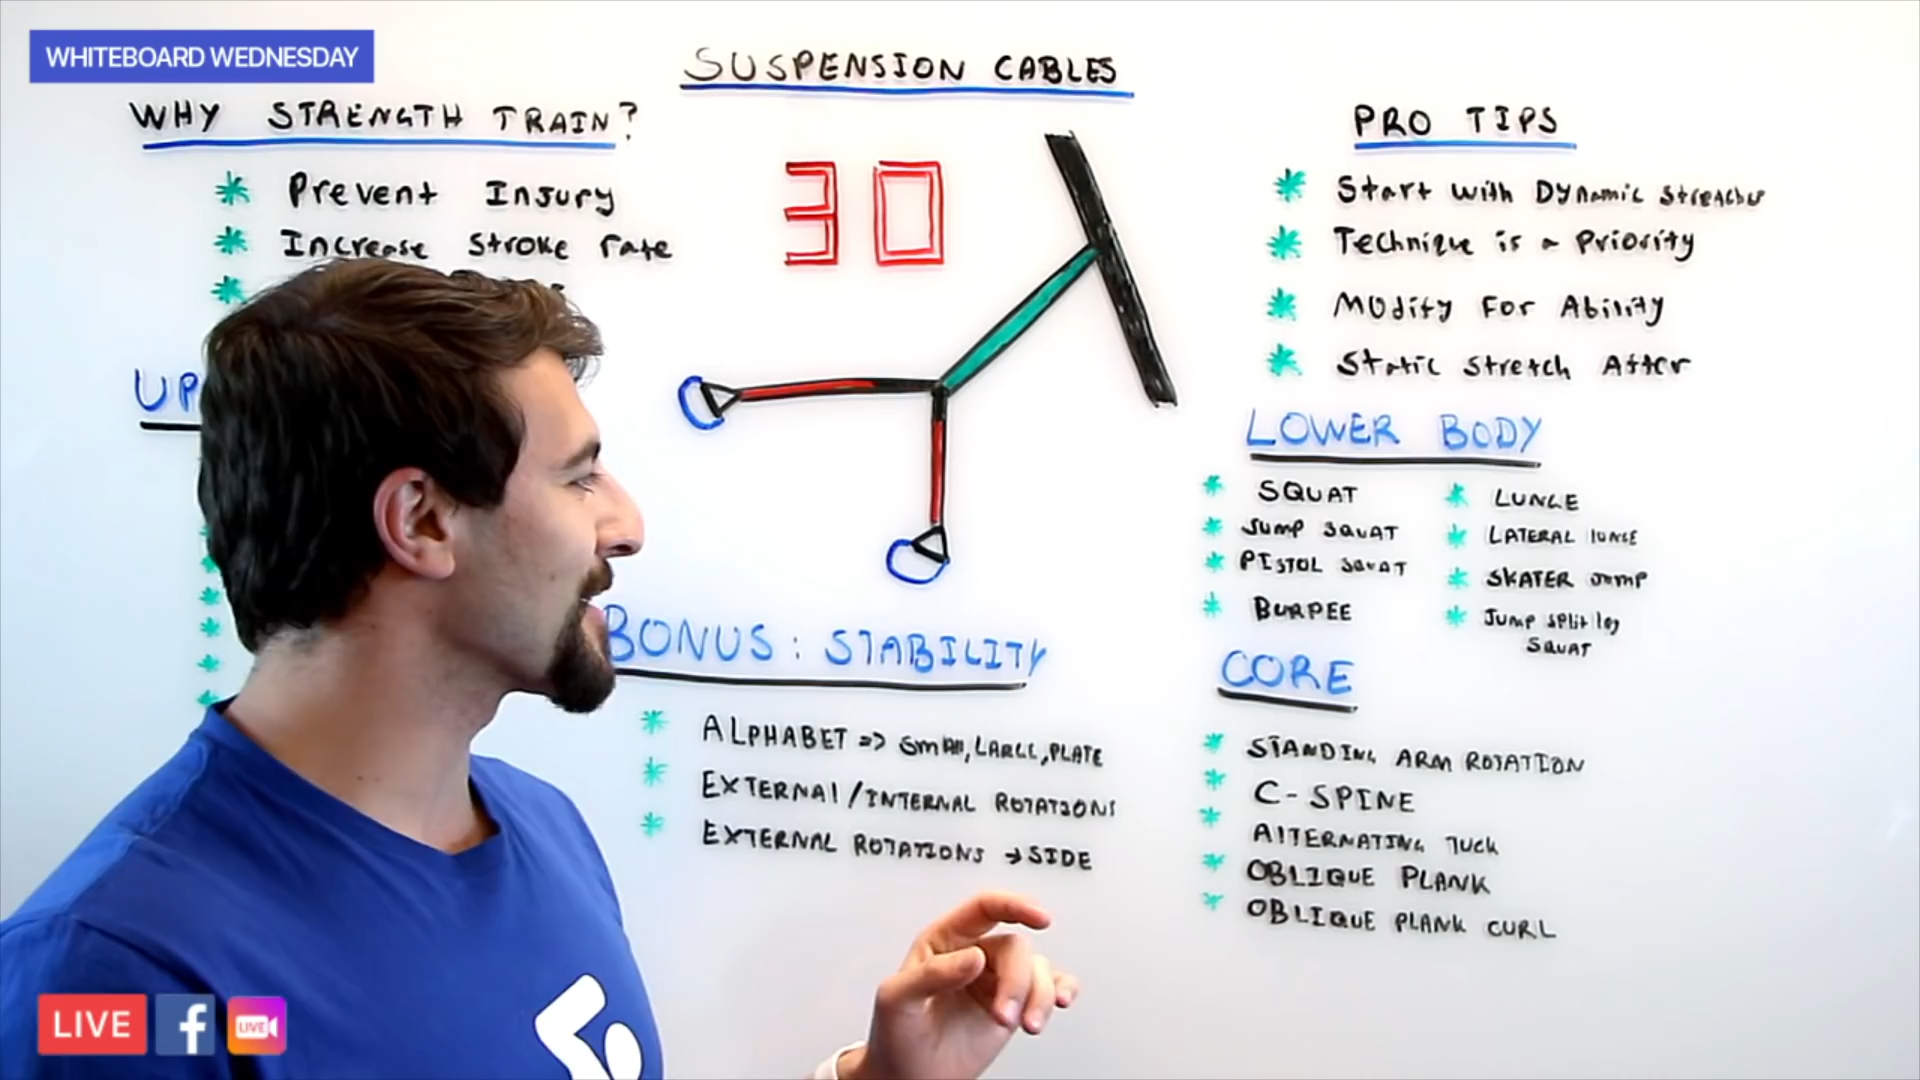 WHITEBOARD WEDNESDAY
SUSPENSION CABLES
WHY STRENGTH TRAIN?
Prevent Injury
Increase Stroke rate
30
UP
BONUS: STABILITY
ALPHABET => Small, LARGE, PLATE
EXTERNAL/INTERNAL ROTATIONS
EXTERNAL ROTATIONS → SIDE
PRO TIPS
Start with Dynamic Stretches
Technique is a Priority
Modify For Ability
Static Stretch After
LOWER BODY
SQUAT
JUMP SQUAT
PISTOL SQUAT
BURPEE
LUNGE
LATERAL LUNGE
SKATER JUMP
Jump split leg
SQUAT
CORE
STANDING ARM ROTATION
C-SPINE
ALTERNATING TUCK
OBLIQUE PLANK
OBLIQUE PLANK CURL
LIVE
f
LIVE